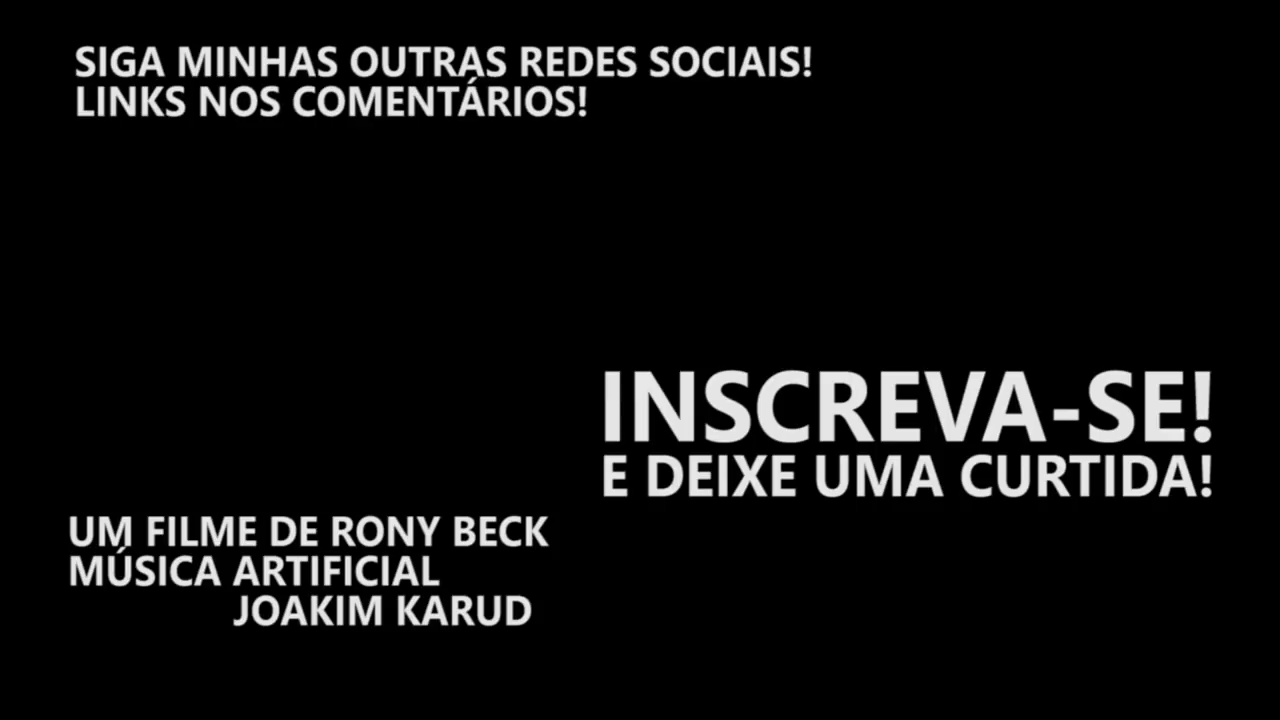 SIGA MINHAS OUTRAS REDES SOCIAIS!
LINKS NOS COMENTÁRIOS!
INSCREVA-SE!
E DEIXE UMA CURTIDA!
UM FILME DE RONY BECK
MÚSICA ARTIFICIAL
JOAKIM KARUD